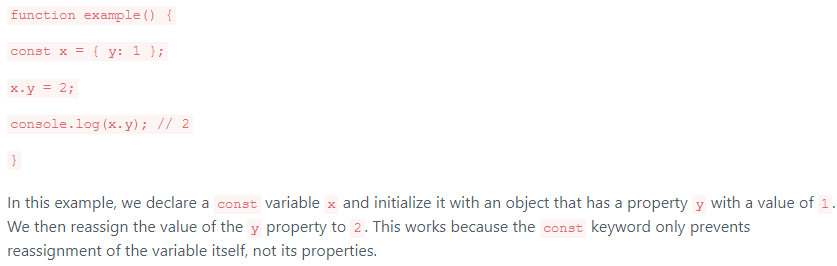 function example() {
const x = { y: 1 };
x.y = 2;
console.log(x.y); // 2
}
In this example, we declare a const variable x and initialize it with an object that has a property y with a value of 1.
We then reassign the value of the y property to 2. This works because the const keyword only prevents
reassignment of the variable itself, not its properties.